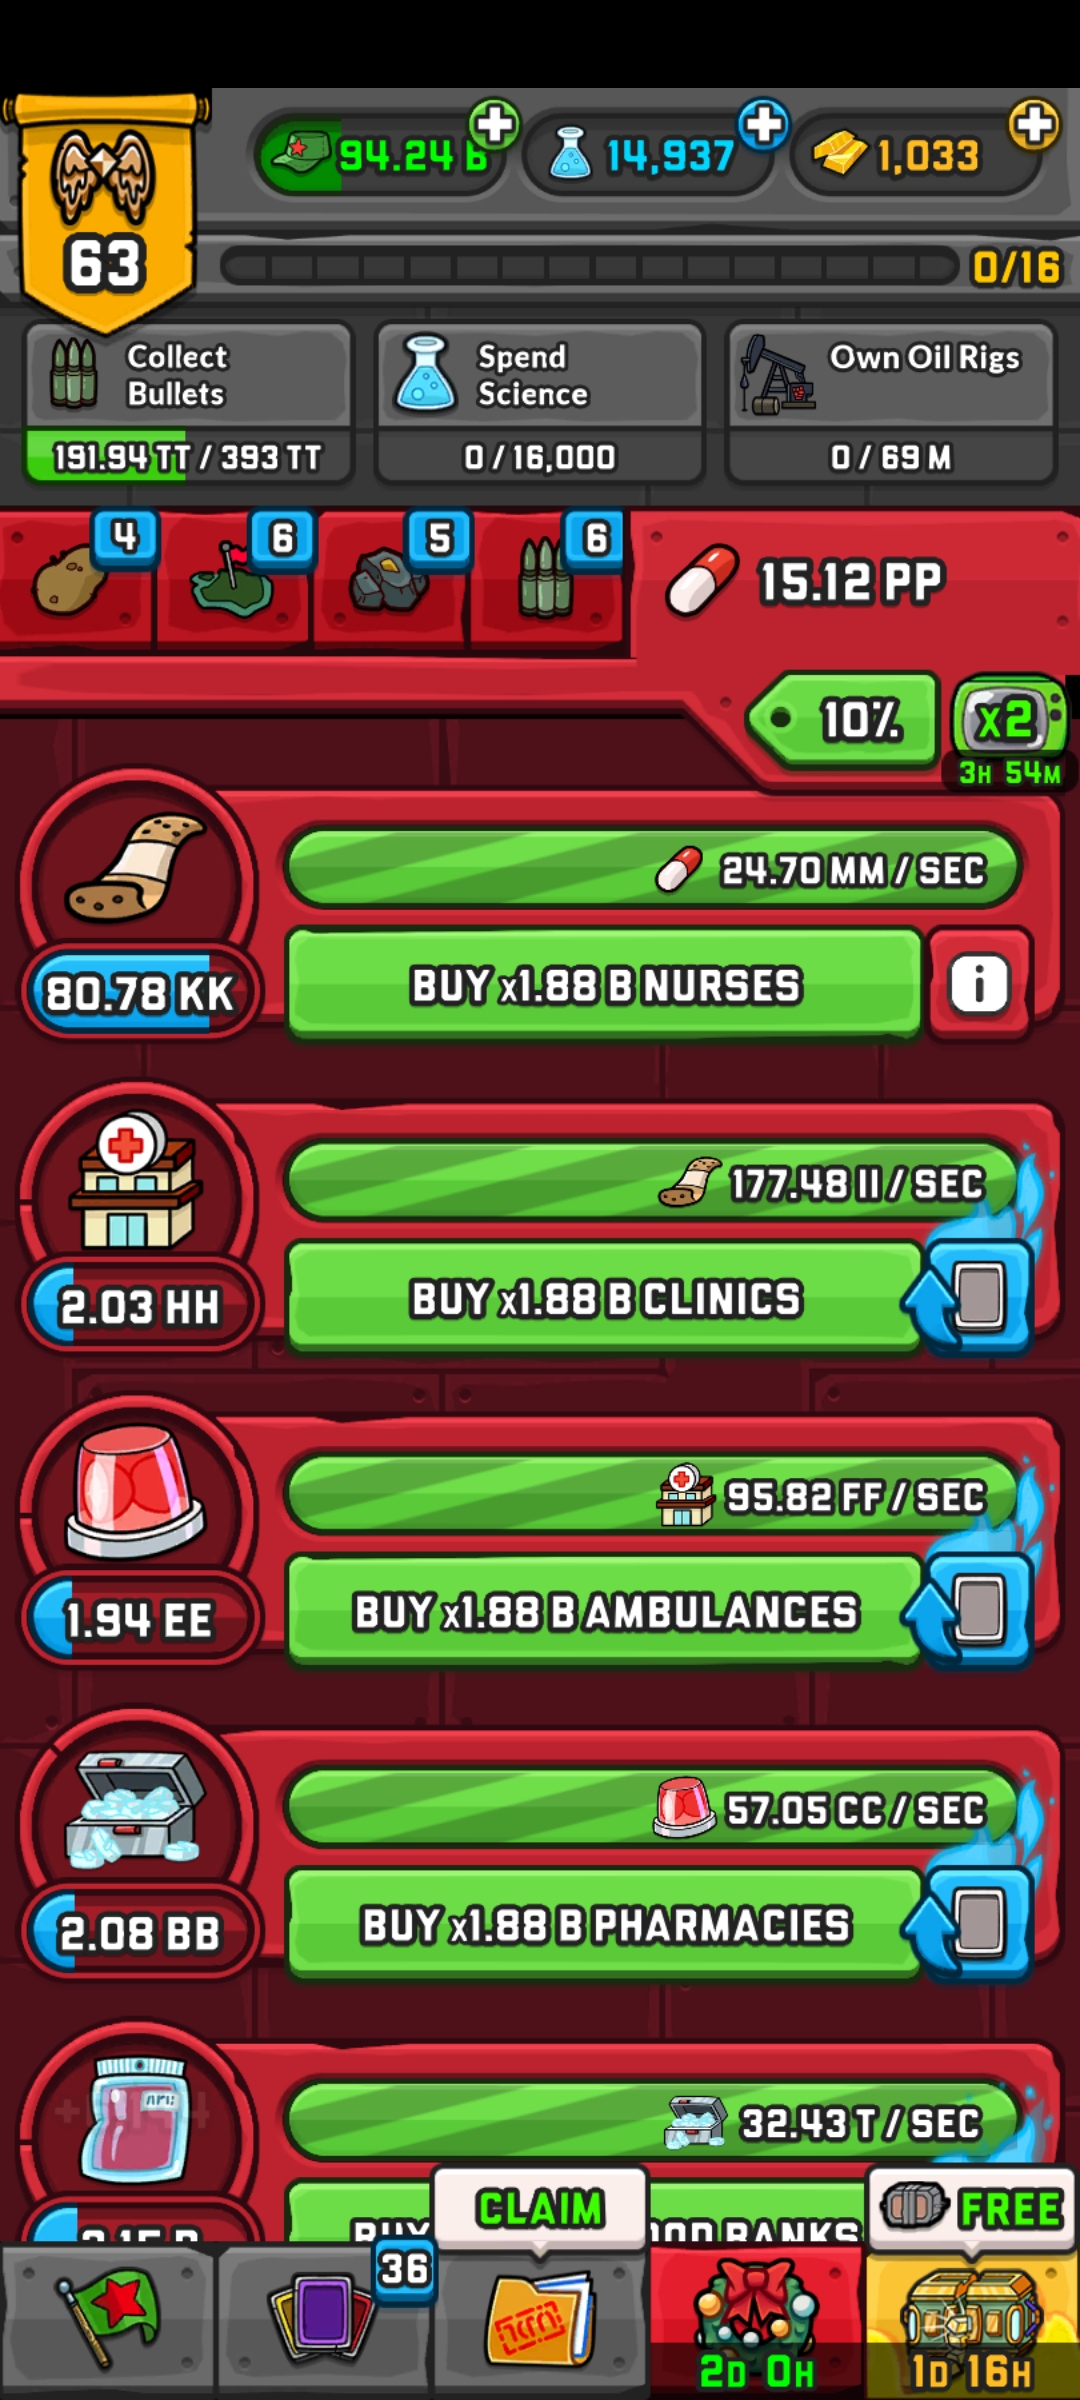 94.24 B
14,937
1,033
63
0/16
Collect
Bullets
191.94 TT / 393 TT
Spend
Science
0 / 16,000
Own Oil Rigs
0 / 69 M
4
6
5
6
15.12 PP
10%
x2
3H 54M
24.70 MM / SEC
80.78 KK
BUY x1.88 B NURSES
i
177.48 II / SEC
2.03 HH
BUY x1.88 B CLINICS
95.82 FF / SEC
1.94 EE
BUY x1.88 B AMBULANCES
57.05 CC / SEC
2.08 BB
BUY x1.88 B PHARMACIES
32.43 T / SEC
BUY
BANKS
CLAIM
FREE
36
2D 0H
1D 16H